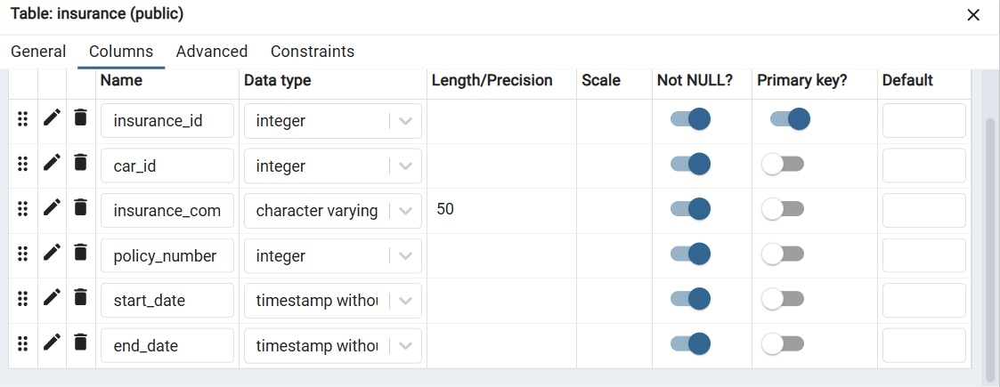 Table: insurance (public)
General Columns Advanced Constraints
Name Data type Length/Precision Scale Not NULL? Primary key? Default
insurance_id integer
car_id integer
insurance_com character varying 50
policy_number integer
start_date timestamp withou
end_date timestamp withou